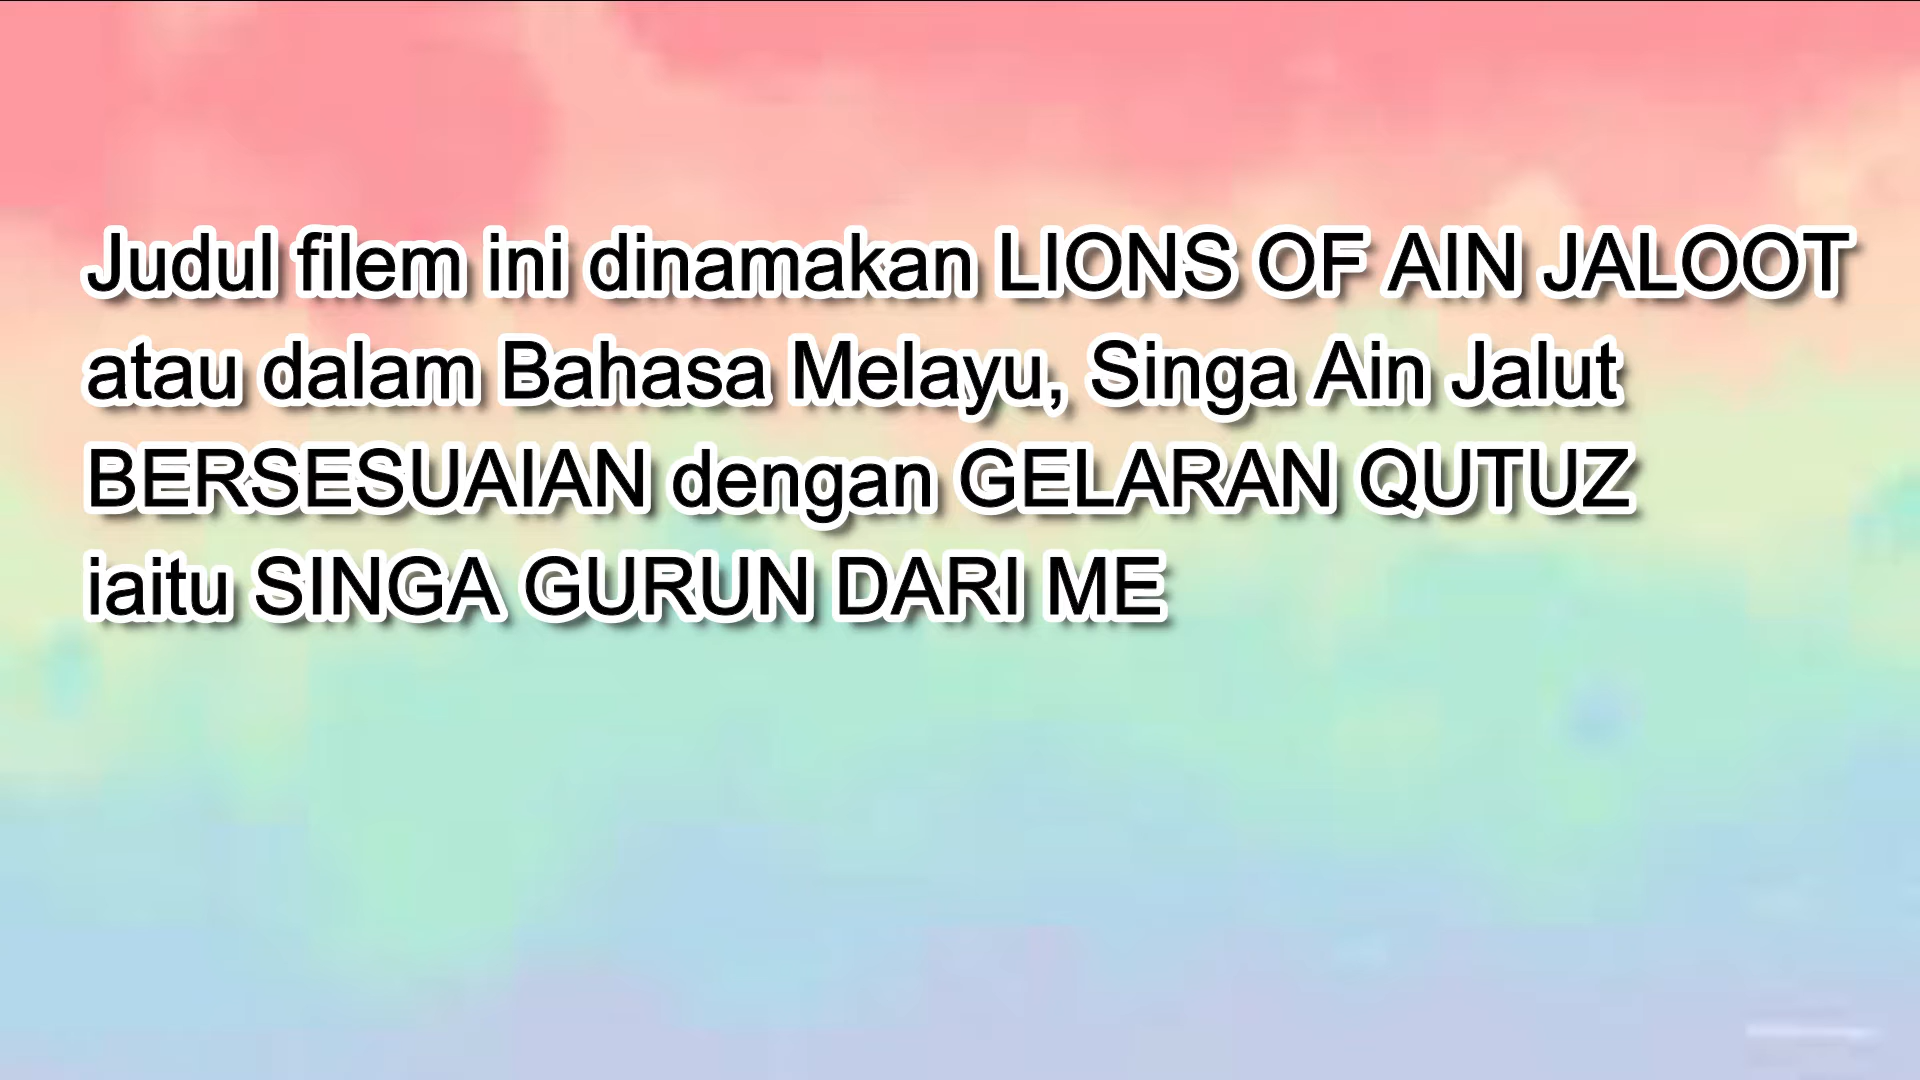 Judul filem ini dinamakan LIONS OF AIN JALOOT
atau dalam Bahasa Melayu, Singa Ain Jalut
BERSESUAIAN dengan GELARAN QUTUZ
iaitu SINGA GURUN DARI ME